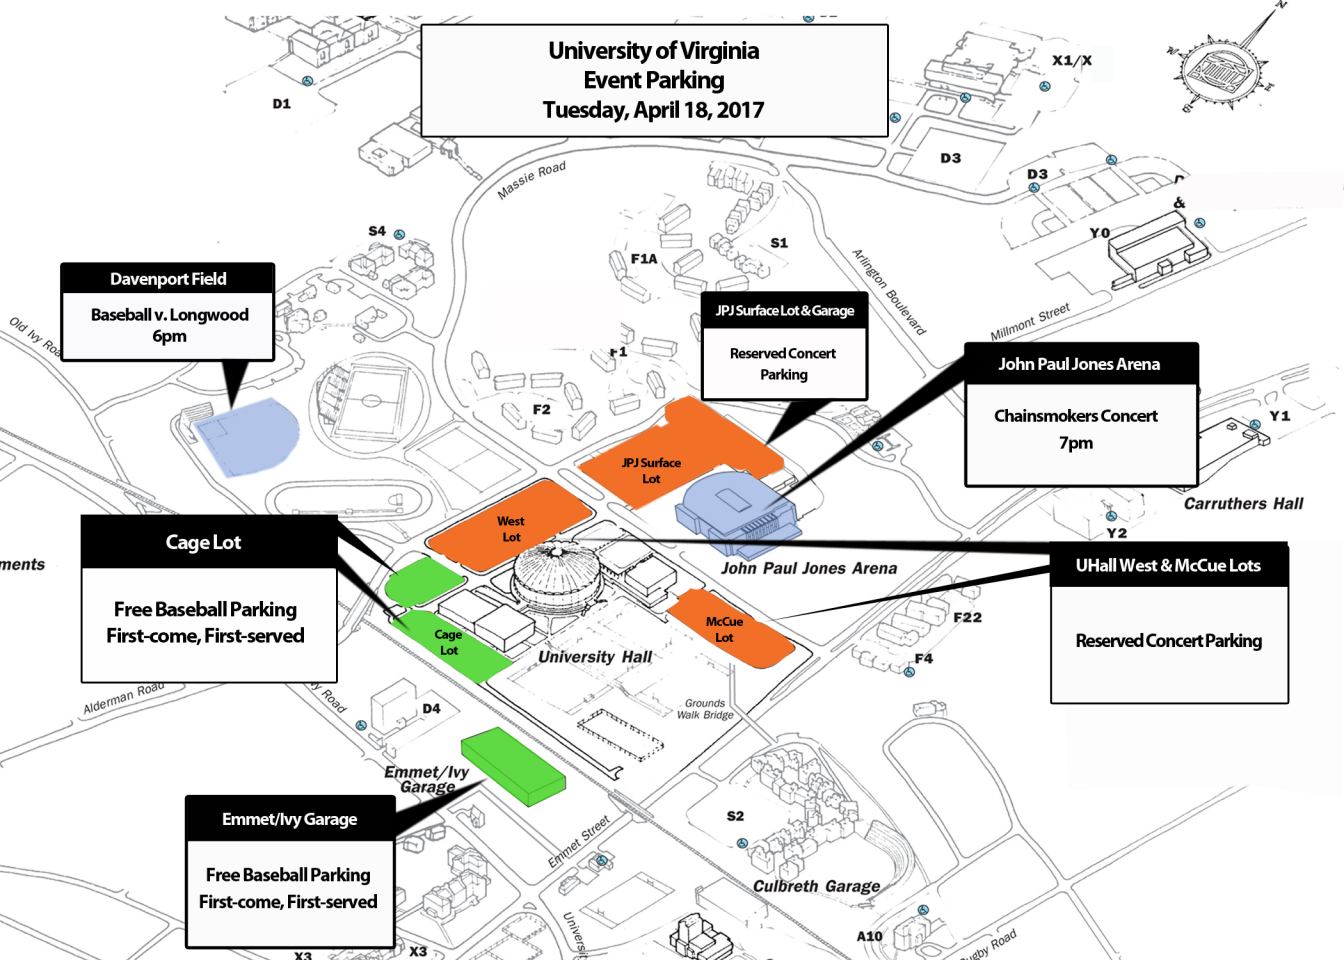 University of Virginia
Event Parking
Tuesday, April 18, 2017
X1/X
D1
D3
D3
&
Massie Road
S4
S1
Y0
F1A
Arlington Boulevard
Davenport Field
Baseball v. Longwood
6pm
JPJ Surface Lot & Garage
Reserved Concert
Parking
Millmont Street
John Paul Jones Arena
Chainsmokers Concert
7pm
Old Ivy
F2
Y1
JPJ Surface
Lot
Carruthers Hall
West
Lot
Y2
Cage Lot
Free Baseball Parking
First-come, First-served
John Paul Jones Arena
UHall West & McCue Lots
Reserved Concert Parking
McCue
Lot
F22
Cage
Lot
University Hall
F4
Alderman Road
Road
D4
Grounds
Walk Bridge
Emmet/Ivy
Garage
Emmet/Ivy Garage
Free Baseball Parking
First-come, First-served
Emmet Street
S2
Culbreth Garage
A10
X3
X3
Road